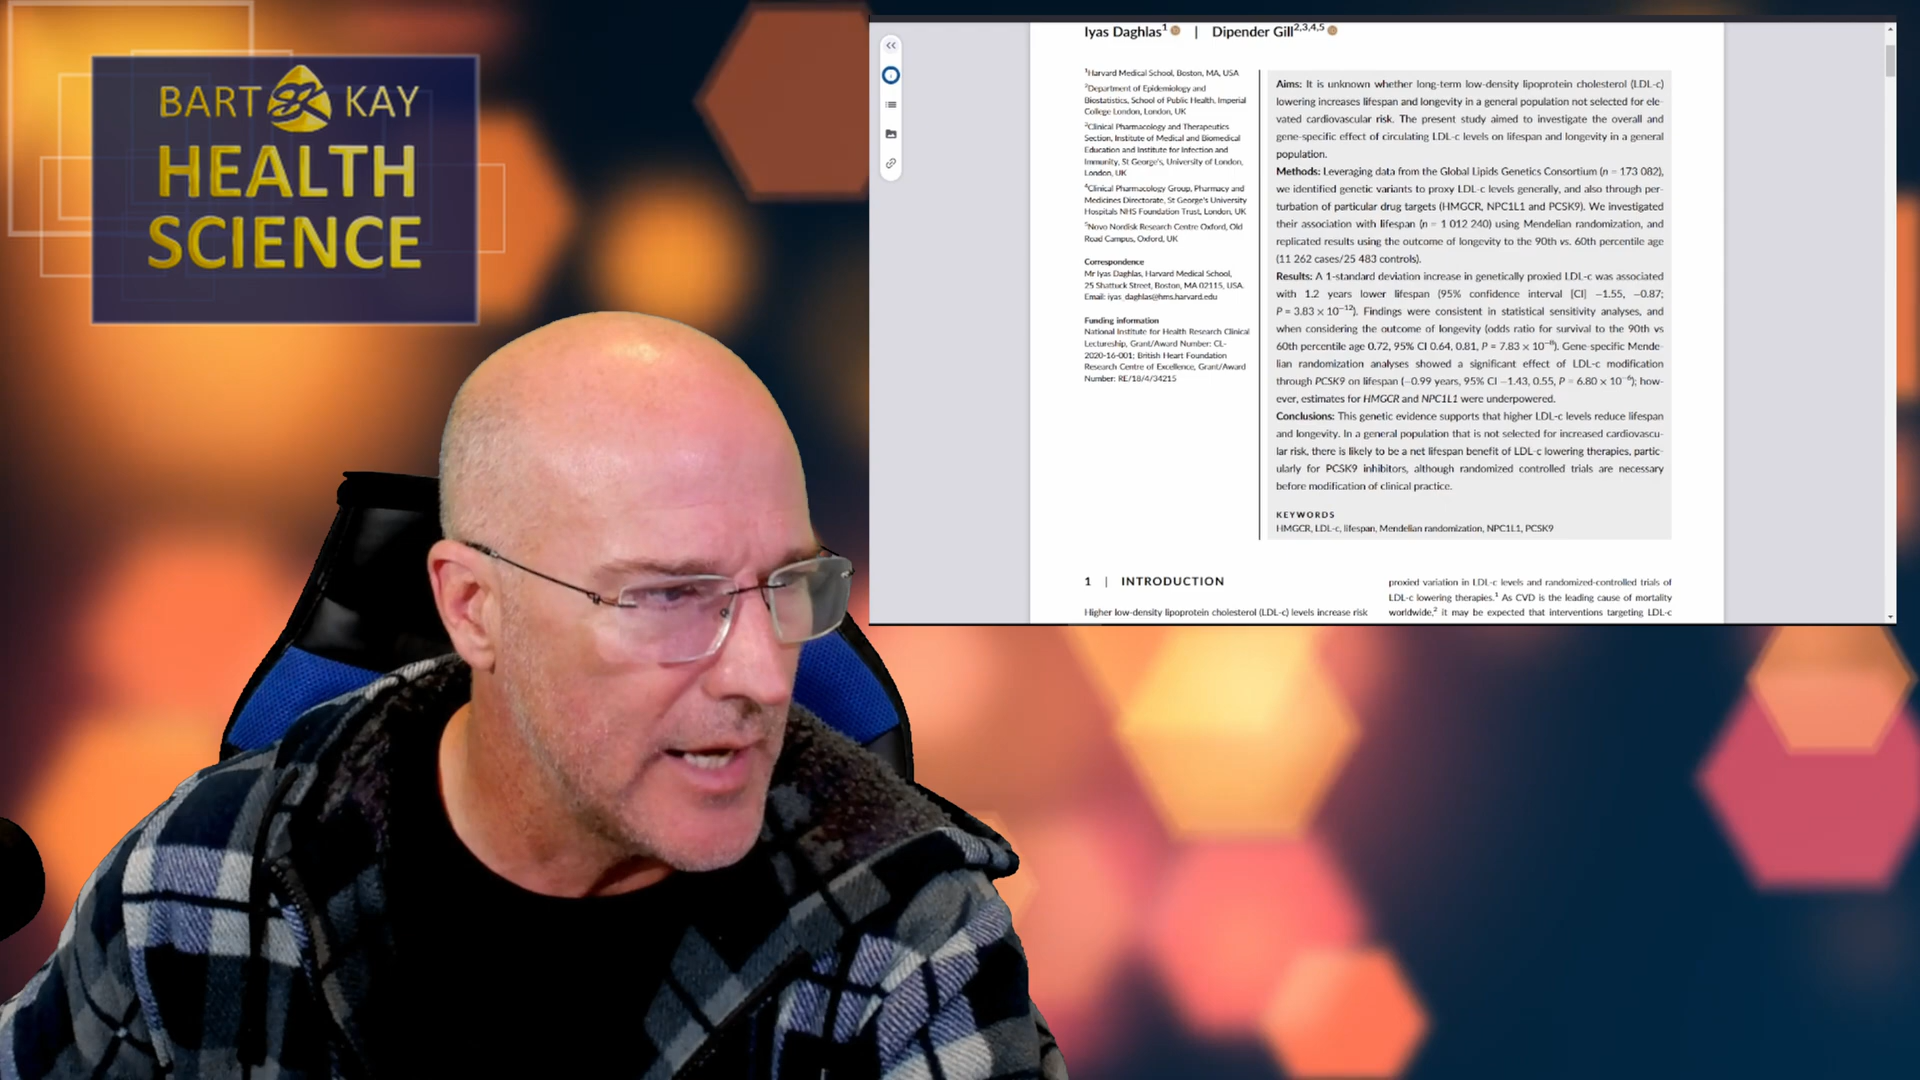 BART KAY
HEALTH
SCIENCE
Iyas Daghlas1 | Dipender Gill2,3,4,5
1Harvard Medical School, Boston, MA, USA
2Department of Epidemiology and
Biostatistics, School of Public Health, Imperial
College London, London, UK
3Clinical Pharmacology and Therapeutics
Section, Institute of Medical and Biomedical
Education and Institute for Infection and
Immunity, St George's, University of London,
London, UK
4Clinical Pharmacology Group, Pharmacy and
Medicines Directorate, St George's University
Hospitals NHS Foundation Trust, London, UK
5Novo Nordisk Research Centre Oxford, Old
Road Campus, Oxford, UK
Correspondence
Mr Iyas Daghlas, Harvard Medical School,
25 Shattuck Street, Boston, MA 02115, USA.
Email: iyas_daghlas@hms.harvard.edu
Funding information
National Institute for Health Research Clinical
Lectureship, Grant/Award Number: CL-
2020-16-001; British Heart Foundation
Research Centre of Excellence, Grant/Award
Number: RE/18/4/34215
Aims: It is unknown whether long-term low-density lipoprotein cholesterol (LDL-c)
lowering increases lifespan and longevity in a general population not selected for ele-
vated cardiovascular risk. The present study aimed to investigate the overall and
gene-specific effect of circulating LDL-c levels on lifespan and longevity in a general
population.
Methods: Leveraging data from the Global Lipids Genetics Consortium (n = 173 082),
we identified genetic variants to proxy LDL-c levels generally, and also through per-
turbation of particular drug targets (HMGCR, NPC1L1 and PCSK9). We investigated
their association with lifespan (n = 1 012 240) using Mendelian randomization, and
replicated results using the outcome of longevity to the 90th vs. 60th percentile age
(11 262 cases/25 483 controls).
Results: A 1-standard deviation increase in genetically proxied LDL-c was associated
with 1.2 years lower lifespan (95% confidence interval [CI] −1.55, −0.87;
P = 3.83 × 10−12). Findings were consistent in statistical sensitivity analyses, and
when considering the outcome of longevity (odds ratio for survival to the 90th vs
60th percentile age 0.72, 95% CI 0.64, 0.81, P = 7.83 × 10−8). Gene-specific Mende-
lian randomization analyses showed a significant effect of LDL-c modification
through PCSK9 on lifespan (−0.99 years, 95% CI −1.43, 0.55, P = 6.80 × 10−6); how-
ever, estimates for HMGCR and NPC1L1 were underpowered.
Conclusions: This genetic evidence supports that higher LDL-c levels reduce lifespan
and longevity. In a general population that is not selected for increased cardiovascu-
lar risk, there is likely to be a net lifespan benefit of LDL-c lowering therapies, partic-
ularly for PCSK9 inhibitors, although randomized controlled trials are necessary
before modification of clinical practice.
KEYWORDS
HMGCR, LDL-c, lifespan, Mendelian randomization, NPC1L1, PCSK9
1 | INTRODUCTION
Higher low-density lipoprotein cholesterol (LDL-c) levels increase risk
proxied variation in LDL-c levels and randomized-controlled trials of
LDL-c lowering therapies.1 As CVD is the leading cause of mortality
worldwide,2 it may be expected that interventions targeting LDL-c